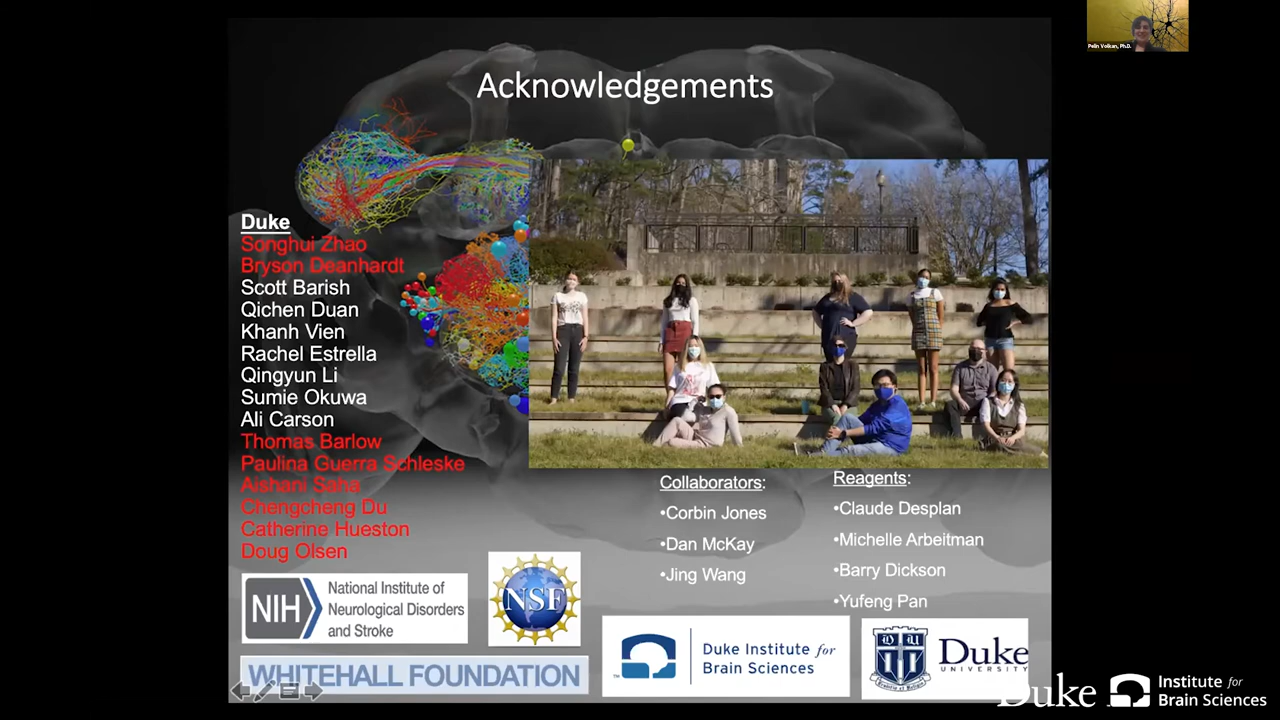 Acknowledgements
Pelin Volkan, Ph.D.
Duke
Songhui Zhao
Bryson Deanhardt
Scott Barish
Qichen Duan
Khanh Vien
Rachel Estrella
Qingyun Li
Sumie Okuwa
Ali Carson
Thomas Barlow
Paulina Guerra Schleske
Aishani Saha
Chengcheng Du
Catherine Hueston
Doug Olsen
Collaborators:
•Corbin Jones
•Dan McKay
•Jing Wang
Reagents:
•Claude Desplan
•Michelle Arbeitman
•Barry Dickson
•Yufeng Pan
NIH
National Institute of
Neurological Disorders
and Stroke
NSF
WHITEHALL FOUNDATION
Duke Institute for
Brain Sciences
Duke
UNIVERSITY
Duke
Institute for
Brain Sciences